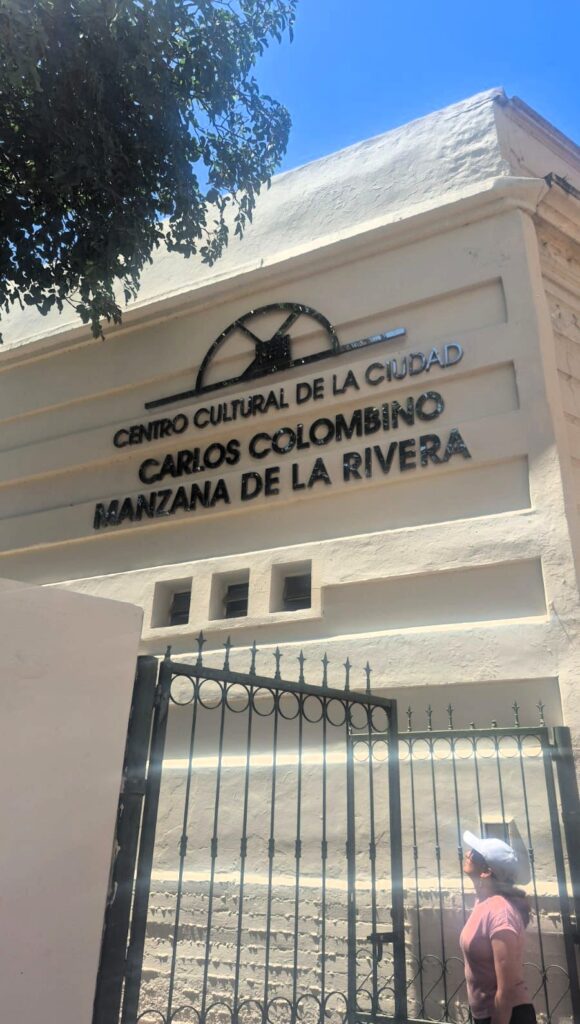 CENTRO CULTURAL DE LA CIUDAD
CARLOS COLOMBINO
MANZANA DE LA RIVERA